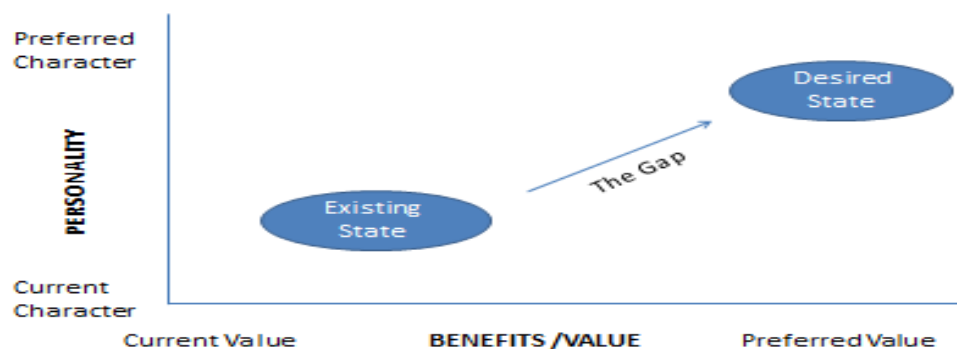 Preferred
Character
Desired
State
PERSONALITY
The Gap
Existing
State
Current
Character
Current Value
BENEFITS /VALUE
Preferred Value